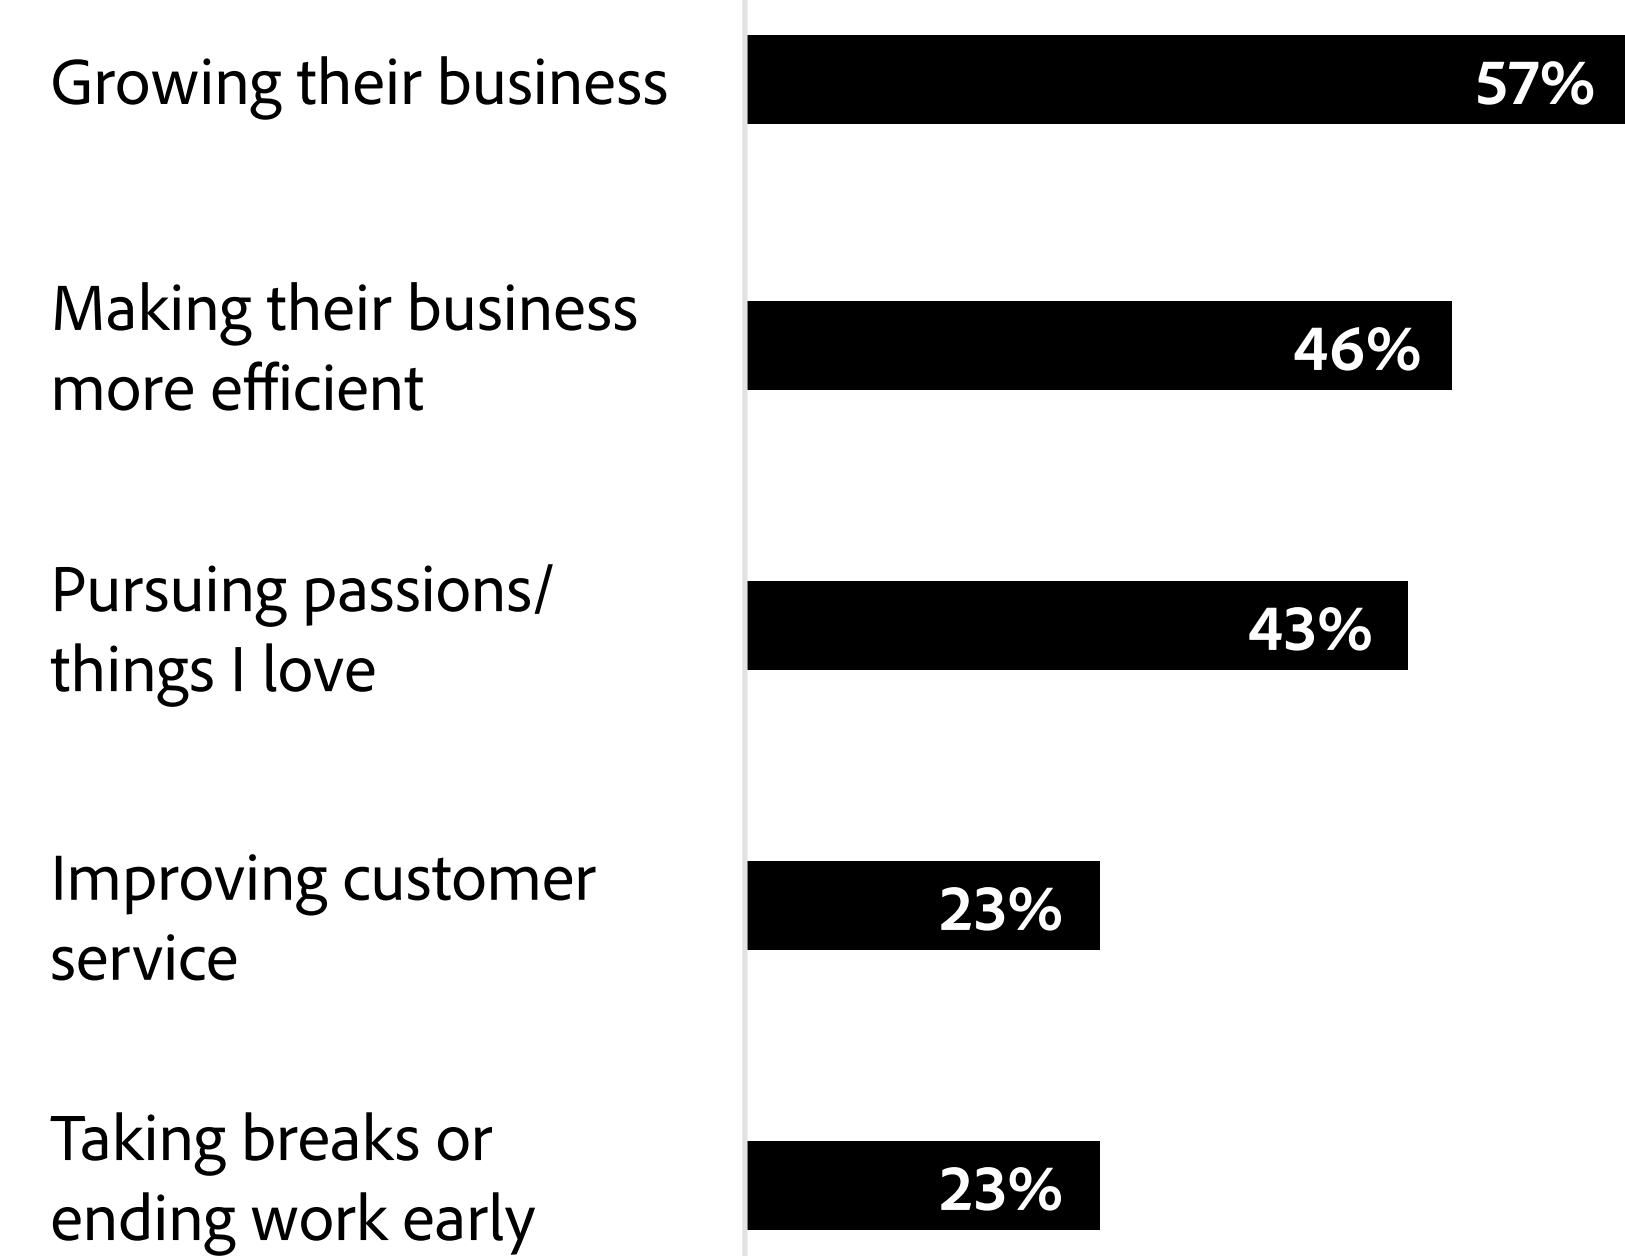 Growing their business
57%
Making their business
more efficient
46%
Pursuing passions/
things I love
43%
Improving customer
service
23%
Taking breaks or
ending work early
23%